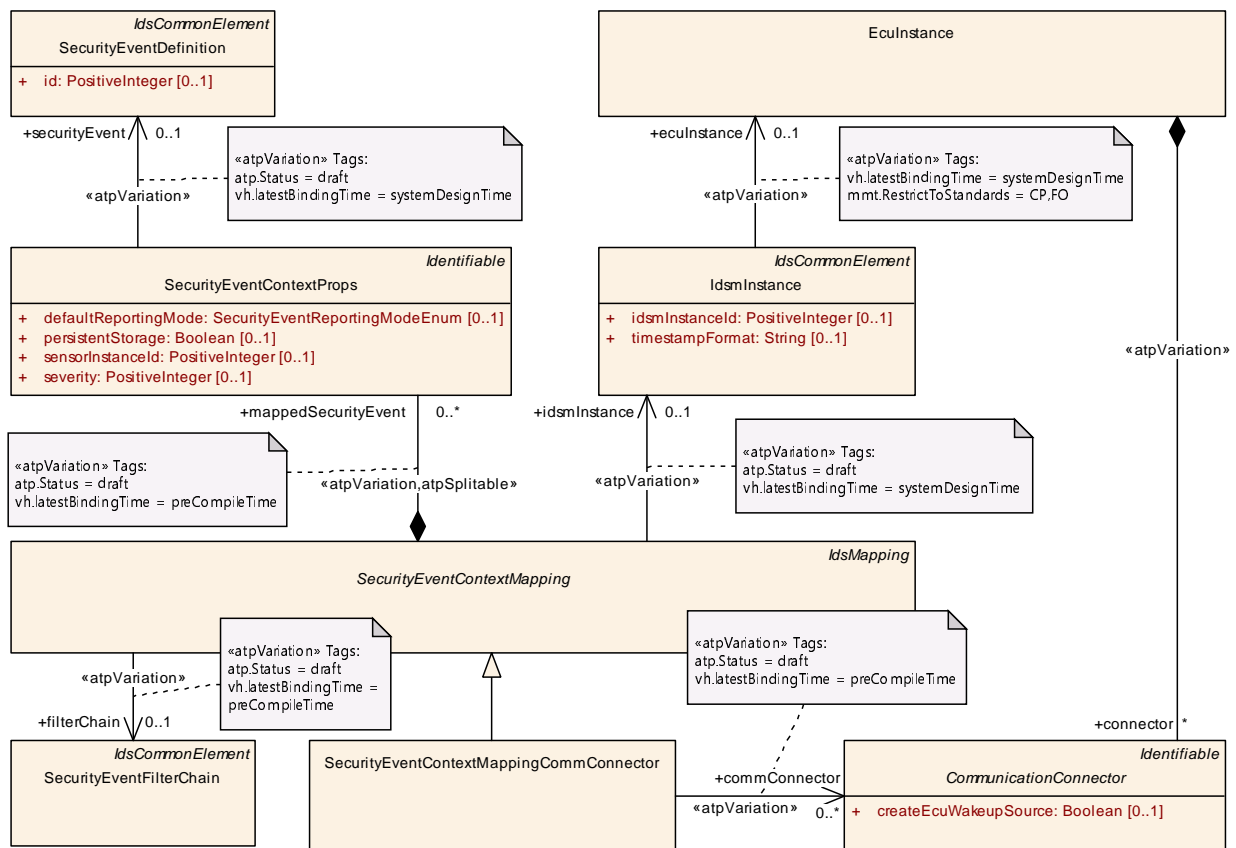 IdsCommonElement
SecurityEventDefinition
+ id: PositiveInteger [0..1]
EcuInstance
+securityEvent 0..1
«atpVariation» Tags:
atp.Status = draft
vh.latestBindingTime = systemDesignTime
«atpVariation»
+ecuInstance 0..1
«atpVariation» Tags:
vh.latestBindingTime = systemDesignTime
mmt.RestrictToStandards = CP,FO
«atpVariation»
Identifiable
SecurityEventContextProps
+ defaultReportingMode: SecurityEventReportingModeEnum [0..1]
+ persistentStorage: Boolean [0..1]
+ sensorInstanceId: PositiveInteger [0..1]
+ severity: PositiveInteger [0..1]
IdsCommonElement
IdsmInstance
+ idsmInstanceId: PositiveInteger [0..1]
+ timestampFormat: String [0..1]
«atpVariation»
+mappedSecurityEvent 0..*
«atpVariation» Tags:
atp.Status = draft
vh.latestBindingTime = preCompileTime
«atpVariation,atpSplitable»
+idsmInstance 0..1
«atpVariation» Tags:
atp.Status = draft
vh.latestBindingTime = systemDesignTime
«atpVariation»
IdsMapping
SecurityEventContextMapping
«atpVariation» Tags:
atp.Status = draft
vh.latestBindingTime =
preCompileTime
«atpVariation» Tags:
atp.Status = draft
vh.latestBindingTime = preCompileTime
«atpVariation»
+filterChain 0..1
+connector *
IdsCommonElement
SecurityEventFilterChain
SecurityEventContextMappingCommConnector
+commConnector
«atpVariation» 0..*
Identifiable
CommunicationConnector
+ createEcuWakeupSource: Boolean [0..1]